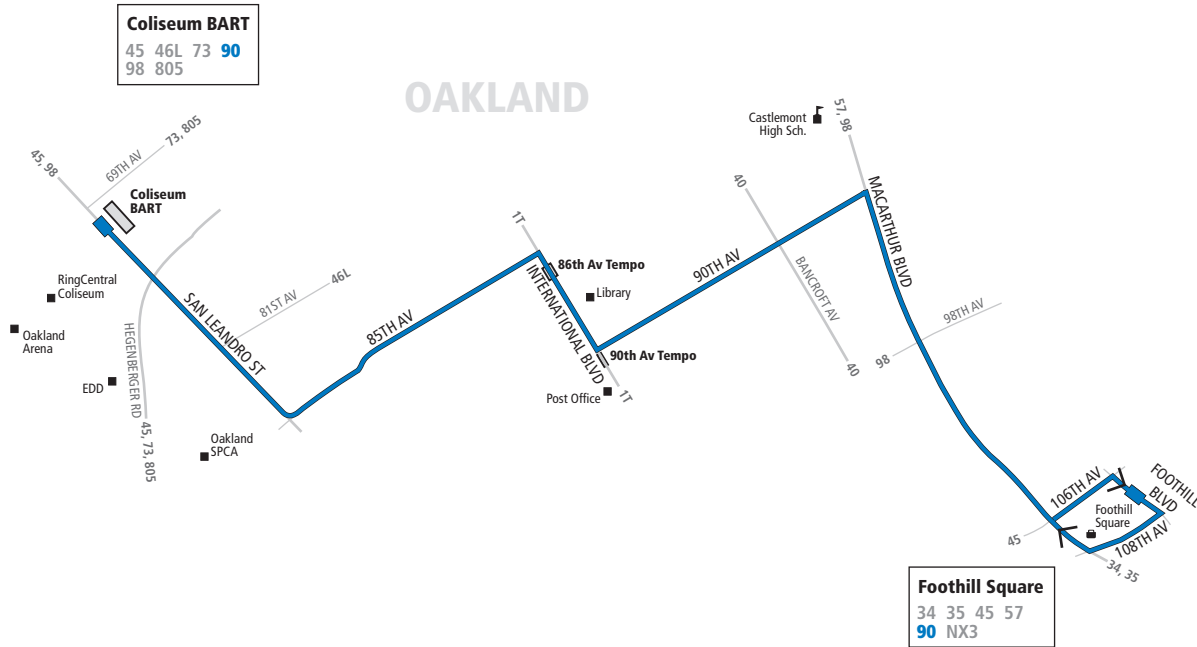 Coliseum BART
45 46L 73 90
98 805
OAKLAND
Castlemont
High Sch.
57, 98
45, 98
69TH AV
73, 805
Coliseum
BART
40
MACARTHUR BLVD
1T
86th Av Tempo
90TH AV
RingCentral
Coliseum
Library
INTERNATIONAL BLVD
BANCROFT AV
46L
81ST AV
SAN LEANDRO ST
85TH AV
98TH AV
98
Oakland
Arena
HEGENBERGER RD
90th Av Tempo
40
EDD
Post Office
1T
45, 73, 805
Oakland
SPCA
106TH AV
FOOTHILL
BLVD
Foothill
Square
108TH AV
45
34, 35
Foothill Square
34 35 45 57
90 NX3